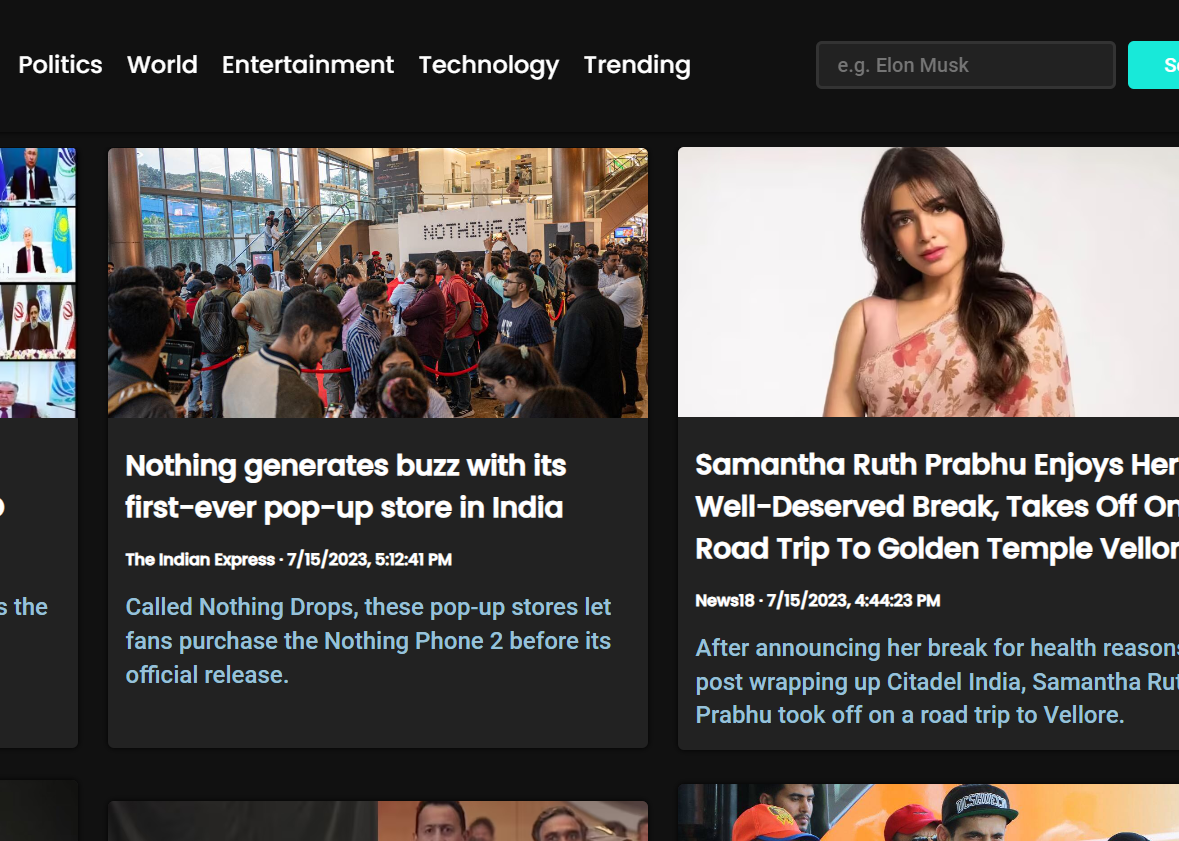 Politics World Entertainment Technology Trending
e.g. Elon Musk
NOTHING
Nothing generates buzz with its
first-ever pop-up store in India
The Indian Express · 7/15/2023, 5:12:41 PM
s the
Called Nothing Drops, these pop-up stores let
fans purchase the Nothing Phone 2 before its
official release.
Samantha Ruth Prabhu Enjoys Her
Well-Deserved Break, Takes Off On
Road Trip To Golden Temple Vellor
News18 · 7/15/2023, 4:44:23 PM
After announcing her break for health reasons
post wrapping up Citadel India, Samantha Rut
Prabhu took off on a road trip to Vellore.
DCSHOECO